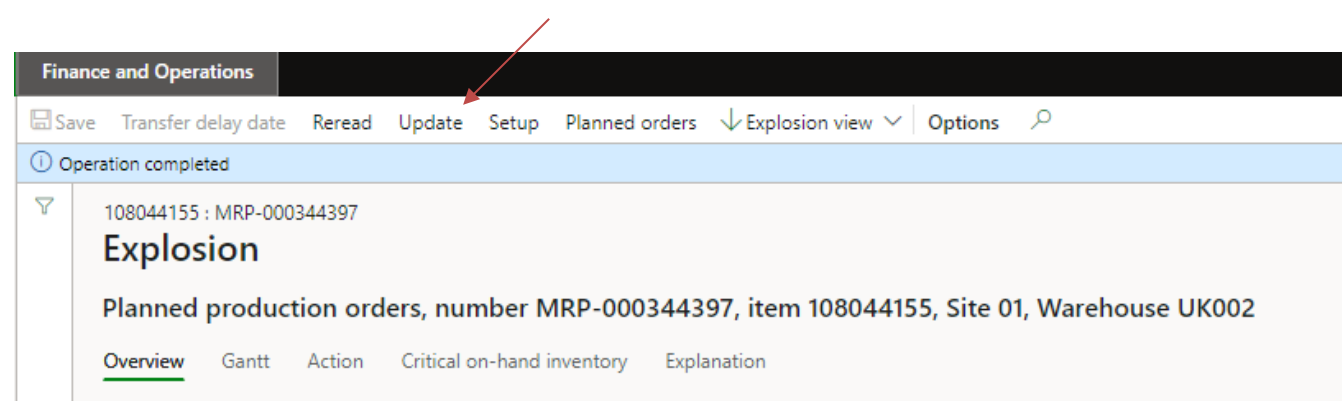 Finance and Operations
Save Transfer delay date Reread Update Setup Planned orders Explosion view Options
Operation completed
108044155 : MRP-000344397
Explosion
Planned production orders, number MRP-000344397, item 108044155, Site 01, Warehouse UK002
Overview Gantt Action Critical on-hand inventory Explanation